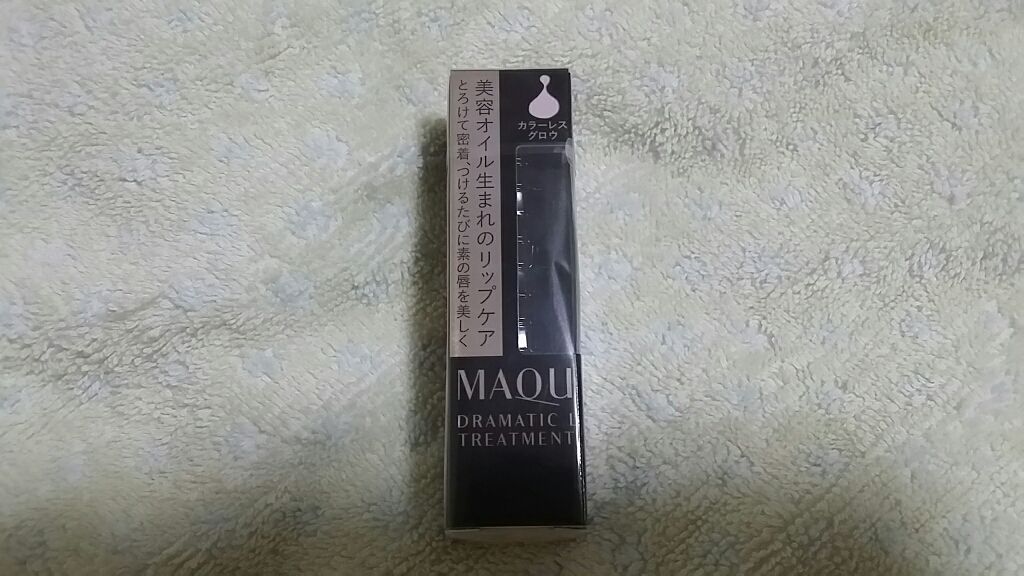 美容オイル生まれのリップケア
とろけて密着、つけるたびに素の唇を美しく
カラーレス
グロウ
MAQU
DRAMATIC L
TREATMENT